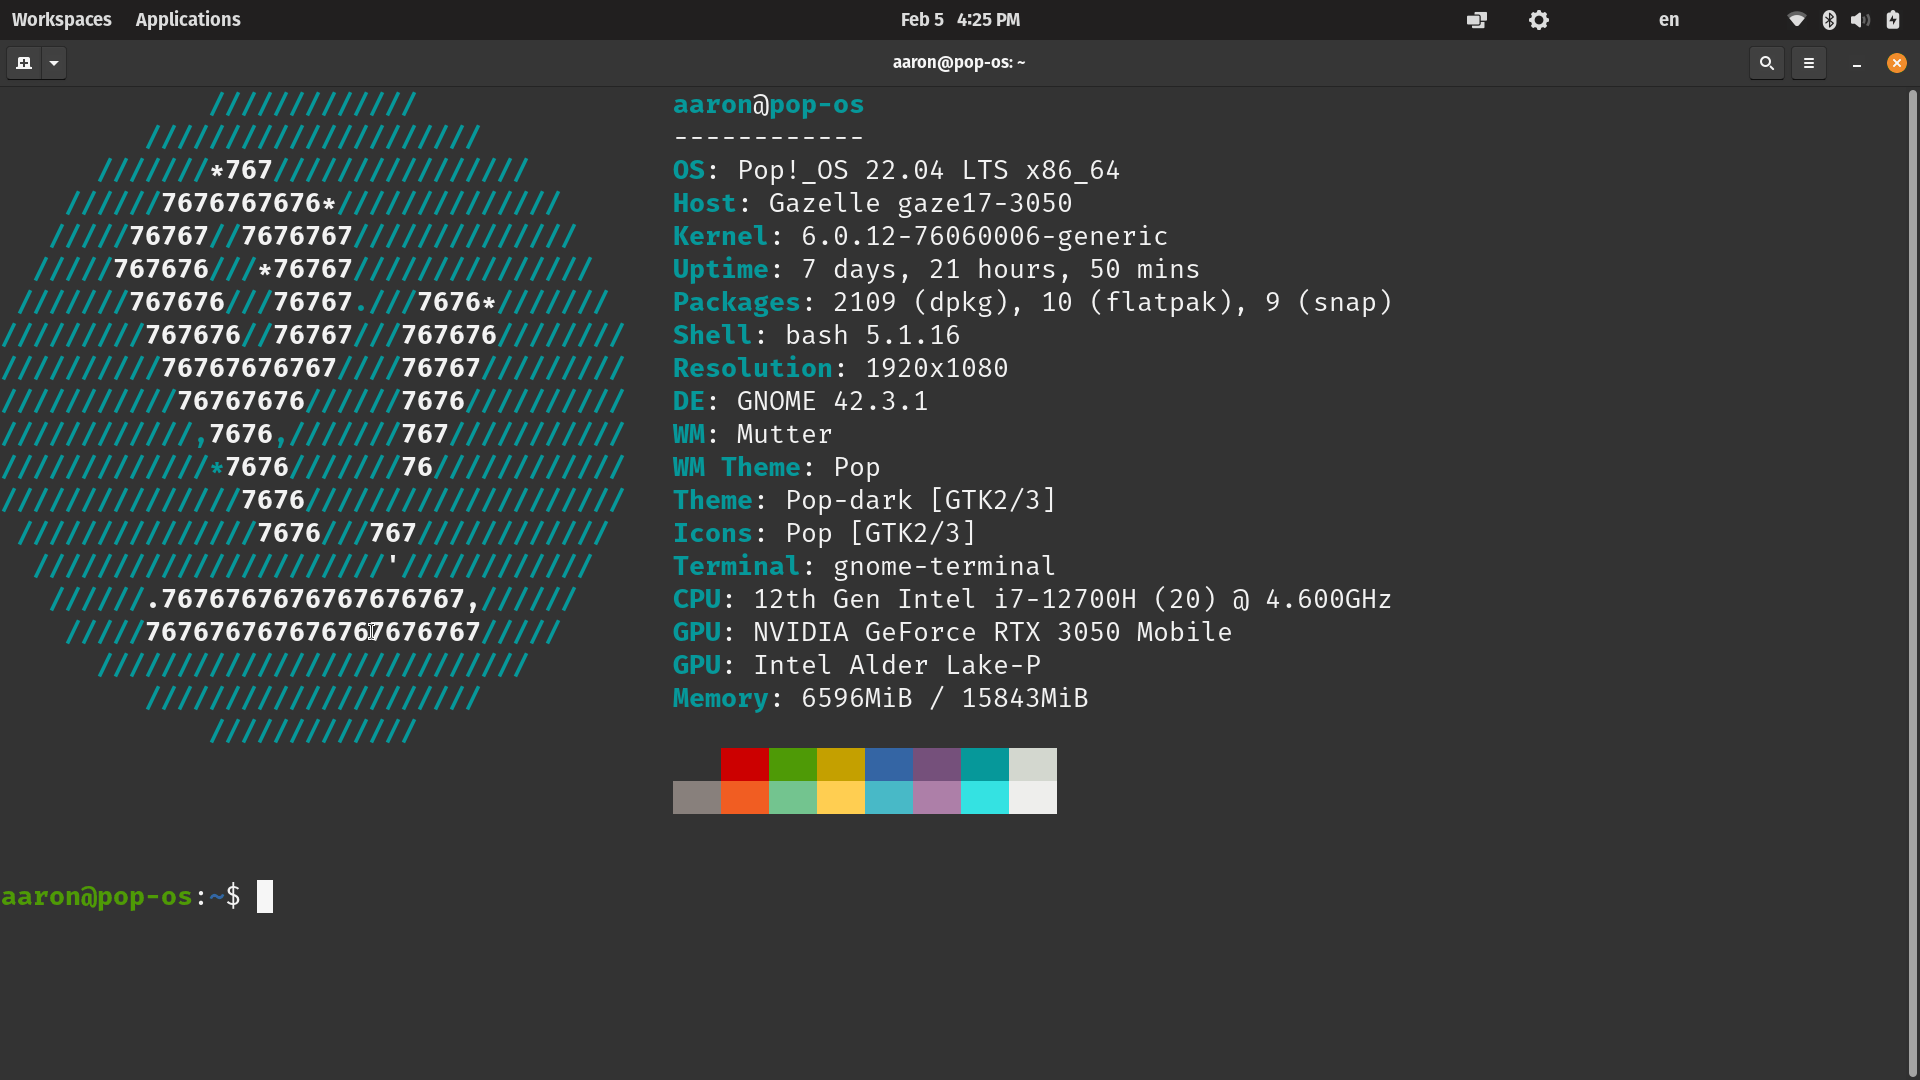 Workspaces Applications Feb 5 4:25 PM en
aaron@pop-os: ~
/////////////
/////////////////////
///////*767////////////////
//////7676767676*//////////////
/////76767//7676767//////////////
/////767676///*76767///////////////
///////767676///76767.///7676*///////
/////////767676//76767///767676////////
//////////76767676767////76767/////////
///////////76767676//////7676//////////
////////////,7676,///////767///////////
/////////////*7676///////76////////////
///////////////7676////////////////////
///////////////7676///767////////////
//////////////////////'////////////
//////.7676767676767676767,//////
/////767676767676767676767/////
///////////////////////////
/////////////////////
/////////////
aaron@pop-os
------------
OS: Pop!_OS 22.04 LTS x86_64
Host: Gazelle gaze17-3050
Kernel: 6.0.12-76060006-generic
Uptime: 7 days, 21 hours, 50 mins
Packages: 2109 (dpkg), 10 (flatpak), 9 (snap)
Shell: bash 5.1.16
Resolution: 1920x1080
DE: GNOME 42.3.1
WM: Mutter
WM Theme: Pop
Theme: Pop-dark [GTK2/3]
Icons: Pop [GTK2/3]
Terminal: gnome-terminal
CPU: 12th Gen Intel i7-12700H (20) @ 4.600GHz
GPU: NVIDIA GeForce RTX 3050 Mobile
GPU: Intel Alder Lake-P
Memory: 6596MiB / 15843MiB
aaron@pop-os:~$